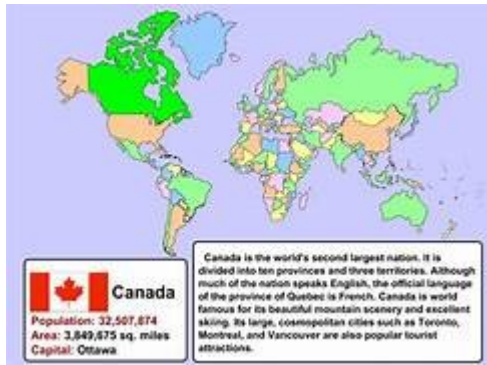 Canada
Population: 32,507,874
Area: 3,849,675 sq. miles
Capital: Ottawa
Canada is the world's second largest nation. It is
divided into ten provinces and three territories. Although
much of the nation speaks English, the official language
of the province of Quebec is French. Canada is world
famous for its beautiful mountain scenery and excellent
skiing. Its large, cosmopolitan cities such as Toronto,
Montreal, and Vancouver are also popular tourist
attractions.